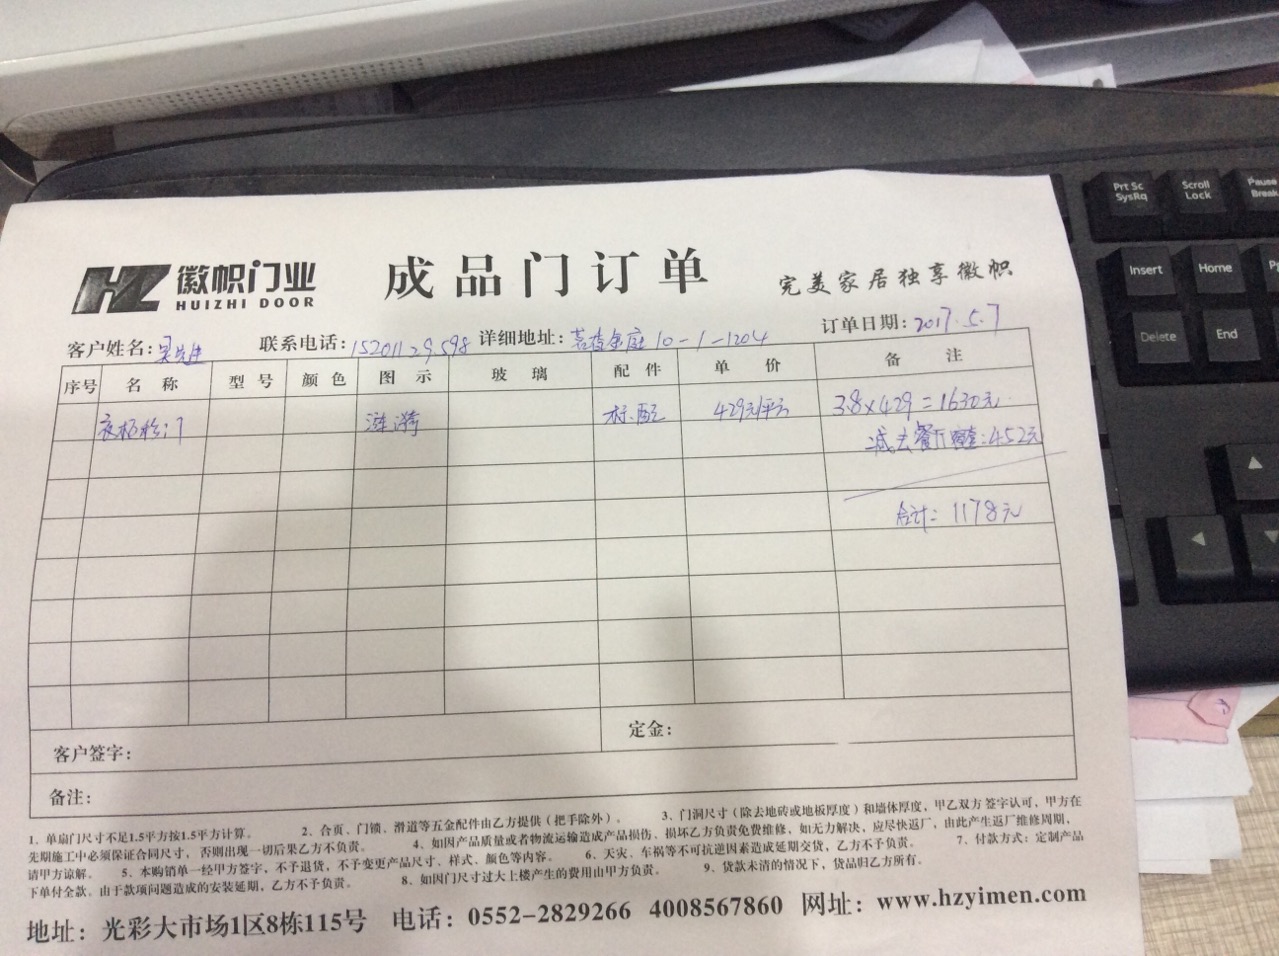 徽帜门业
HUIZHI DOOR
成品门订单
完美家居独享徽帜
客户姓名：吴先生 联系电话：15201129598 详细地址： 10-1-1204 订单日期：2017.5.7
序号 名称 型号 颜色 图示 玻璃 配件 单价 备注
衣柜移门 涟漪 标配 429元/平方 3.8×429=1630元
减去餐厅 ：452元
合计：1178元
客户签字： 定金：
备注：
1、单扇门尺寸不足1.5平方按1.5平方计算。 2、合页、门锁、滑道等五金配件由乙方提供（把手除外）。 3、门洞尺寸（除去地砖或地板厚度）和墙体厚度，甲乙双方签字认可，甲方在
先期施工中必须保证合同尺寸，否则出现一切后果乙方不负责。 4、如因产品质量或者物流运输造成产品损伤、损坏乙方负责免费维修，如无力解决，应尽快返厂，由此产生返厂维修周期，
请甲方谅解。 5、本购销单一经甲方签字，不予退货，不予变更产品尺寸、样式、颜色等内容。 6、天灾、车祸等不可抗逆因素造成延期交货，乙方不予负责。 7、付款方式：定制产品
下单付全款。由于款项问题造成的安装延期，乙方不予负责。 8、如因门尺寸过大上楼产生的费用由甲方负责。 9、货款未清的情况下，货品归乙方所有。
地址：光彩大市场1区8栋115号 电话：0552-2829266 4008567860 网址：www.hzyimen.com
Prt Sc
SysRq
Scroll
Lock
Pause
Break
Insert
Home
Delete
End